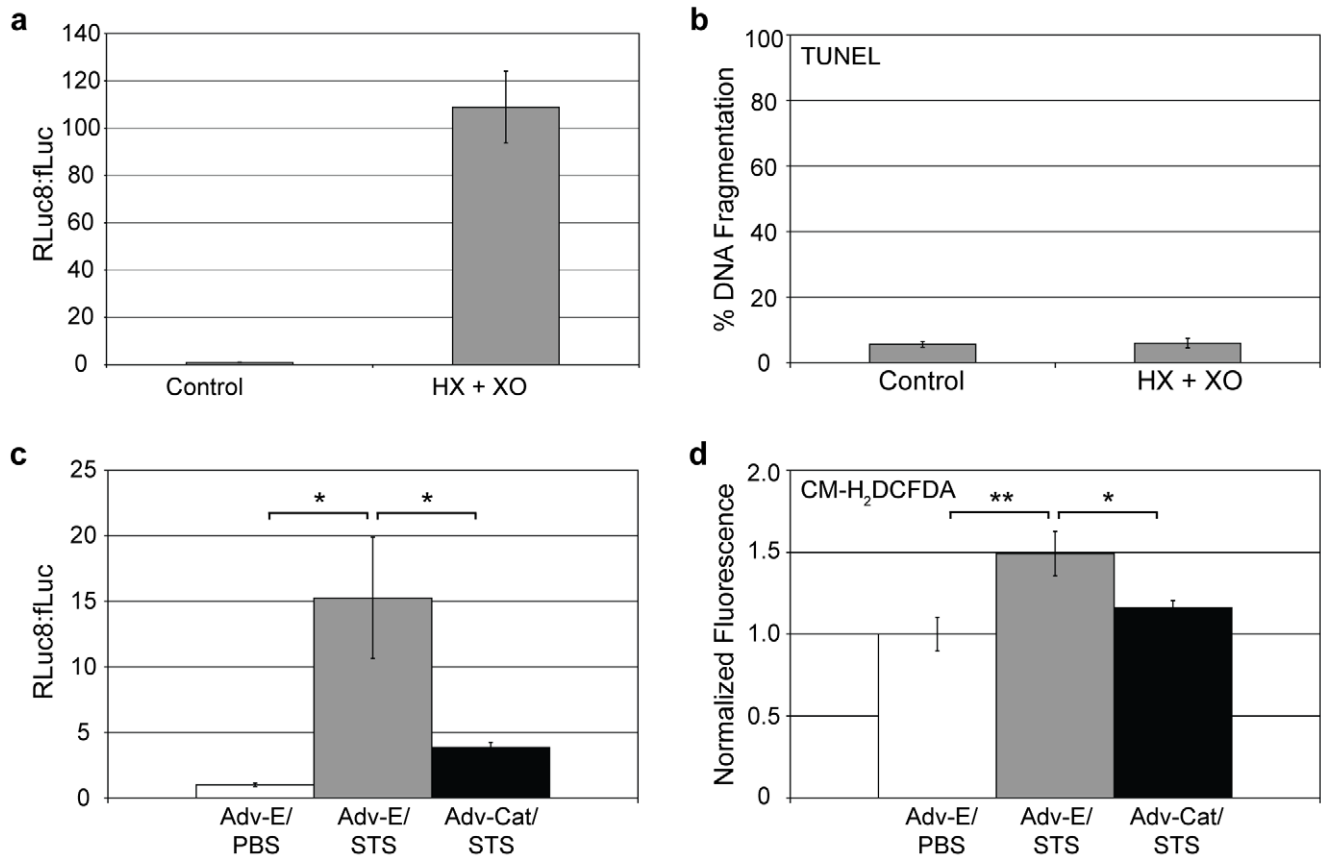 a
140
120
100
80
60
40
20
0
RLuc8:fLuc
Control
HX + XO
b
TUNEL
100
80
60
40
20
0
% DNA Fragmentation
Control
HX + XO
c
25
20
15
10
5
0
RLuc8:fLuc
*
*
Adv-E/
PBS
Adv-E/
STS
Adv-Cat/
STS
d
CM-H₂DCFDA
2.0
1.5
1.0
0.5
0
Normalized Fluorescence
**
*
Adv-E/
PBS
Adv-E/
STS
Adv-Cat/
STS